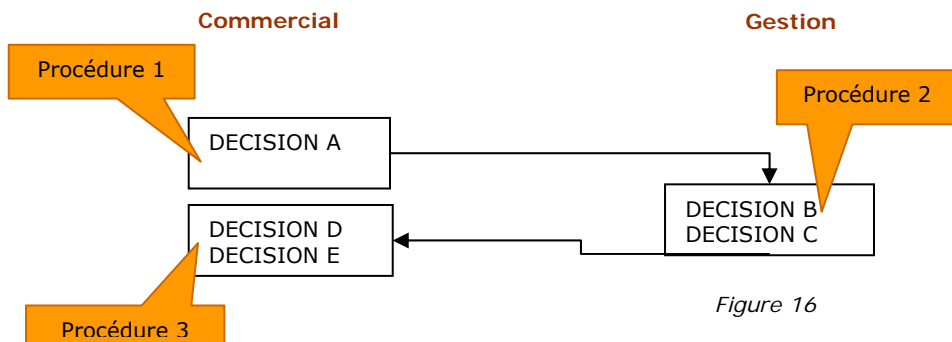 Commercial
Gestion
Procédure 1
Procédure 2
DECISION A
DECISION B
DECISION C
DECISION D
DECISION E
Figure 16
Procédure 3